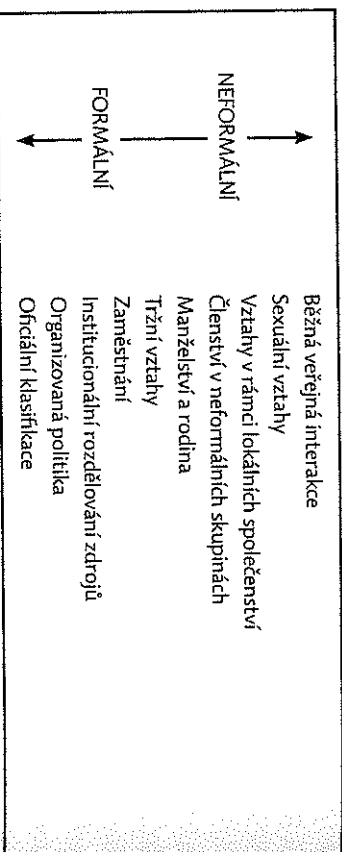 NEFORMÁLNÍ
FORMÁLNÍ
Běžná veřejná interakce
Sexuální vztahy
Vztahy v rámci lokálních společenství
Členství v neformálních skupinách
Manželství a rodina
Tržní vztahy
Zaměstnání
Institucionální rozdělování zdrojů
Organizovaná politika
Oficiální klasifikace